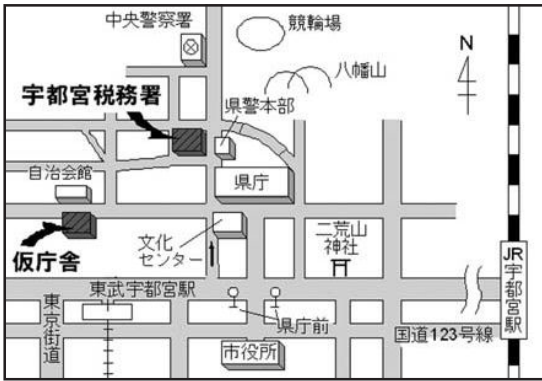 中央警察署
競輪場
N
八幡山
宇都宮税務署
県警本部
自治会館
県庁
仮庁舎
文化
センター
二荒山
神社
JR宇都宮駅
東武宇都宮駅
東京街道
県庁前
国道123号線
市役所